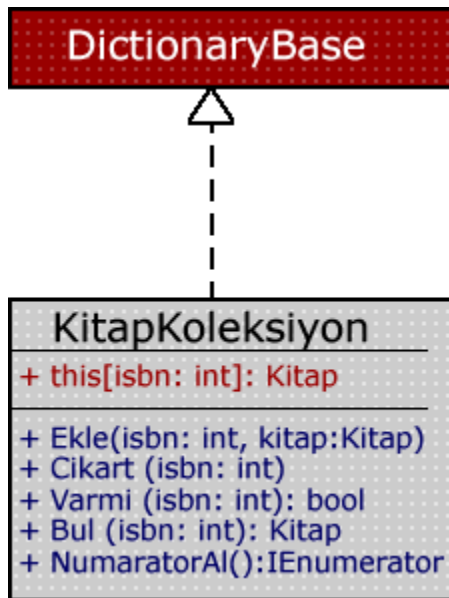 DictionaryBase
KitapKoleksiyon
+ this[isbn: int]: Kitap
+ Ekle(isbn: int, kitap:Kitap)
+ Cikart (isbn: int)
+ Varmi (isbn: int): bool
+ Bul (isbn: int): Kitap
+ NumaratorAl():IEnumerator